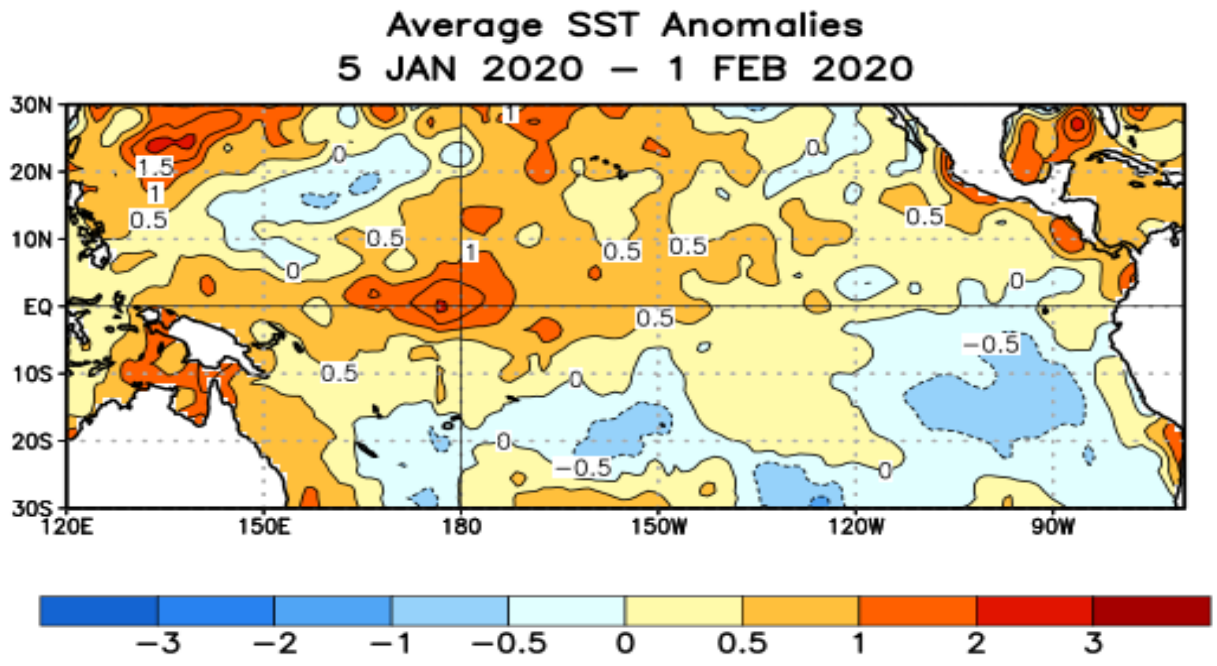 Average SST Anomalies
5 JAN 2020 – 1 FEB 2020
30N
1
0 0
20N
1.5
1
0.5 0.5
10N
0.5 1 0.5 0.5
0 0
EQ
0.5
-0.5
10S
0.5 0
20S
0 -0.5 0
30S
120E 150E 180 150W 120W 90W
-3 -2 -1 -0.5 0 0.5 1 2 3